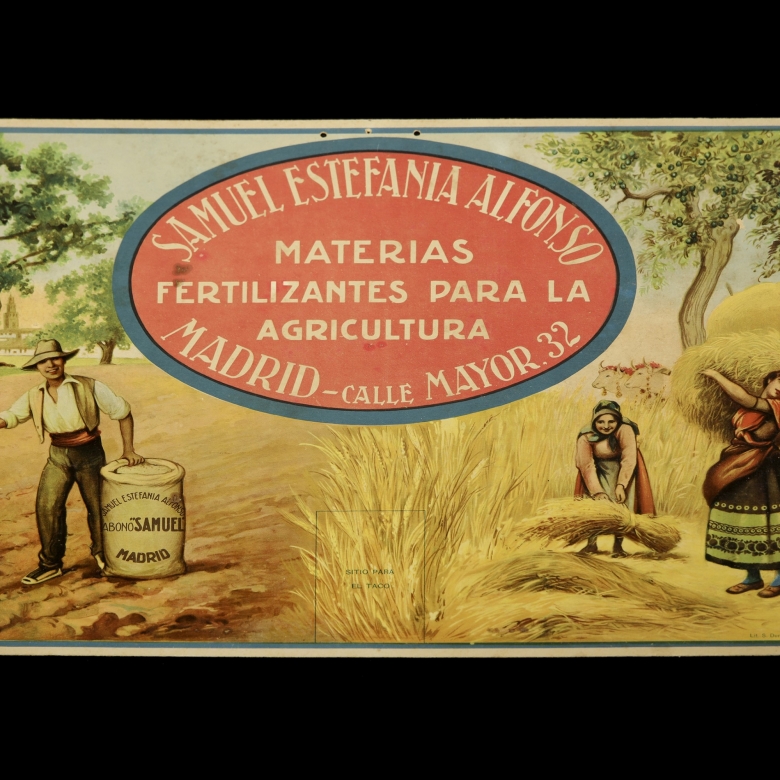 SAMUEL ESTEFANIA ALFONSO
MATERIAS
FERTILIZANTES PARA LA
AGRICULTURA
MADRID-CALLE MAYOR.32
SAMUEL ESTEFANIA ALFONSO
ABONO "SAMUEL"
MADRID
SITIO PARA
EL TACO